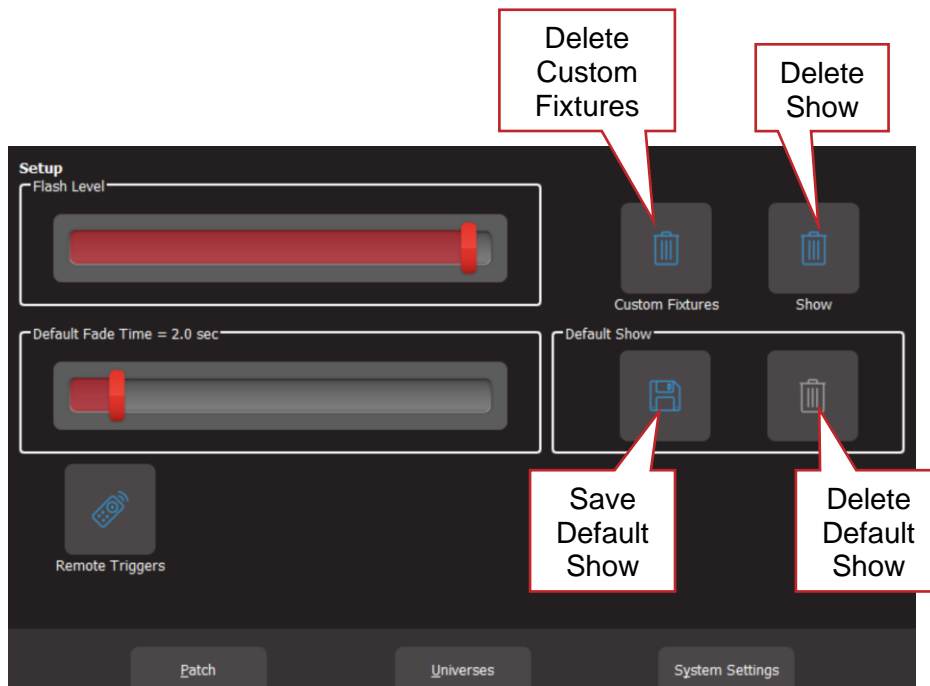 Delete
Custom
Fixtures
Delete
Show
Setup
Flash Level
Custom Fixtures
Show
Default Fade Time = 2.0 sec
Default Show
Save
Default
Show
Delete
Default
Show
Remote Triggers
Patch
Universes
System Settings